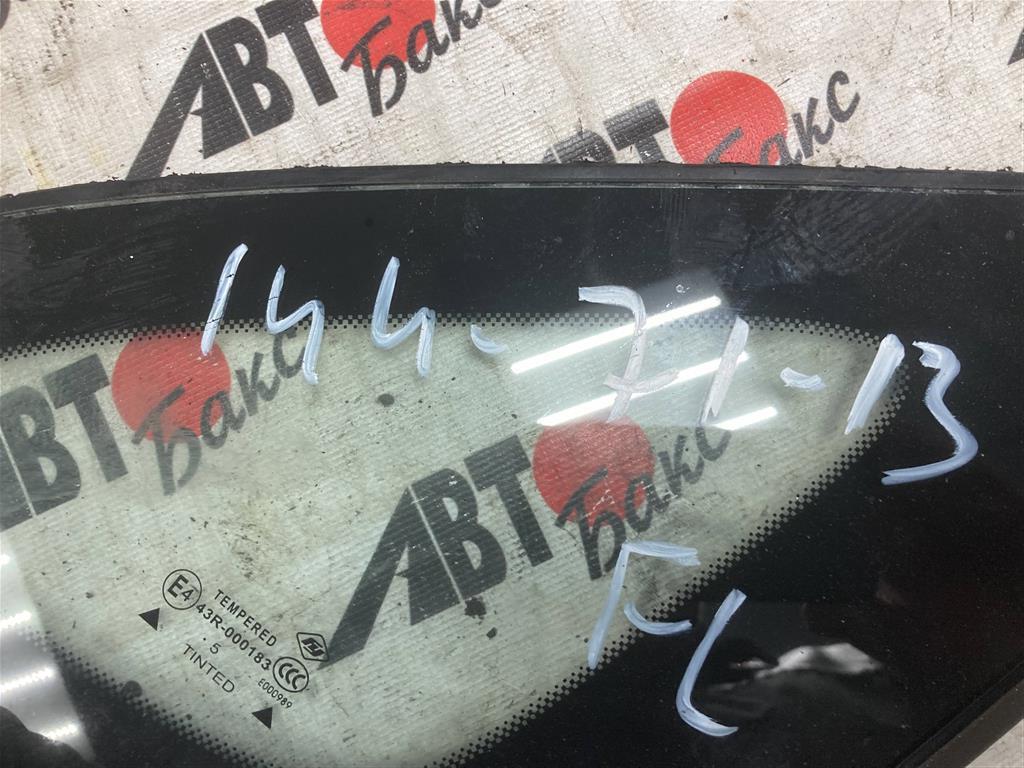 АВТО Бакс
АВТО Бакс
144-71-13
АВТО Бакс
АВТО Бакс
FL
E4
TEMPERED
43R-000183
5
TINTED
CCC
E000989